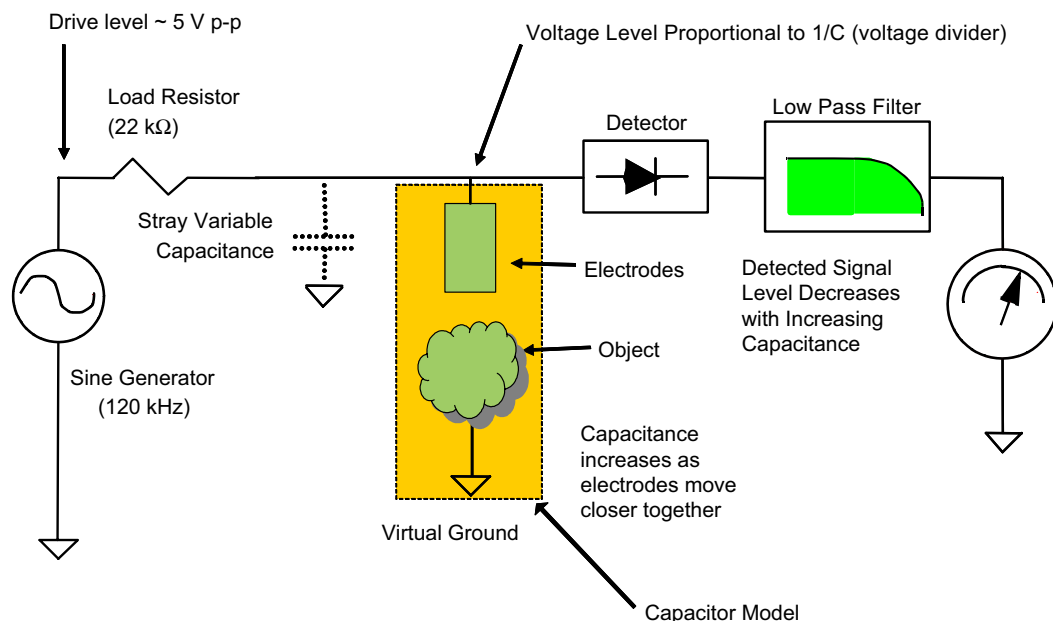 Drive level ~ 5 V p-p
Voltage Level Proportional to 1/C (voltage divider)
Load Resistor
(22 kΩ)
Detector
Low Pass Filter
Stray Variable
Capacitance
Electrodes
Detected Signal
Level Decreases
with Increasing
Capacitance
Object
Sine Generator
(120 kHz)
Capacitance
increases as
electrodes move
closer together
Virtual Ground
Capacitor Model